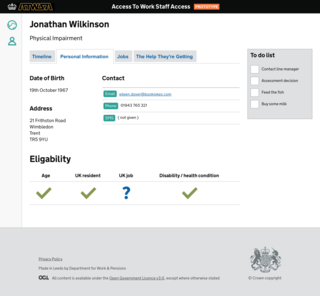 Access To Work Staff Access PROTOTYPE
Jonathan Wilkinson
Physical Impairment
Timeline
Personal Information
Jobs
The Help They're Getting
To do list
Contact line manager
Assessment decision
Feed the fish
Buy some milk
Date of Birth
19th October 1967
Address
21 Frithston Road
Wimbledon
Trent
TR5 9YU
Contact
Email
Phone 01943 765 321
SMS ( not given )
Eligibility
Age
UK resident
UK job
Disability / health condition
?
Privacy Policy
Made in Leeds by Department for Work & Pensions
OGL All content is available under the Open Government Licence v3.0, except where otherwise stated
© Crown copyright